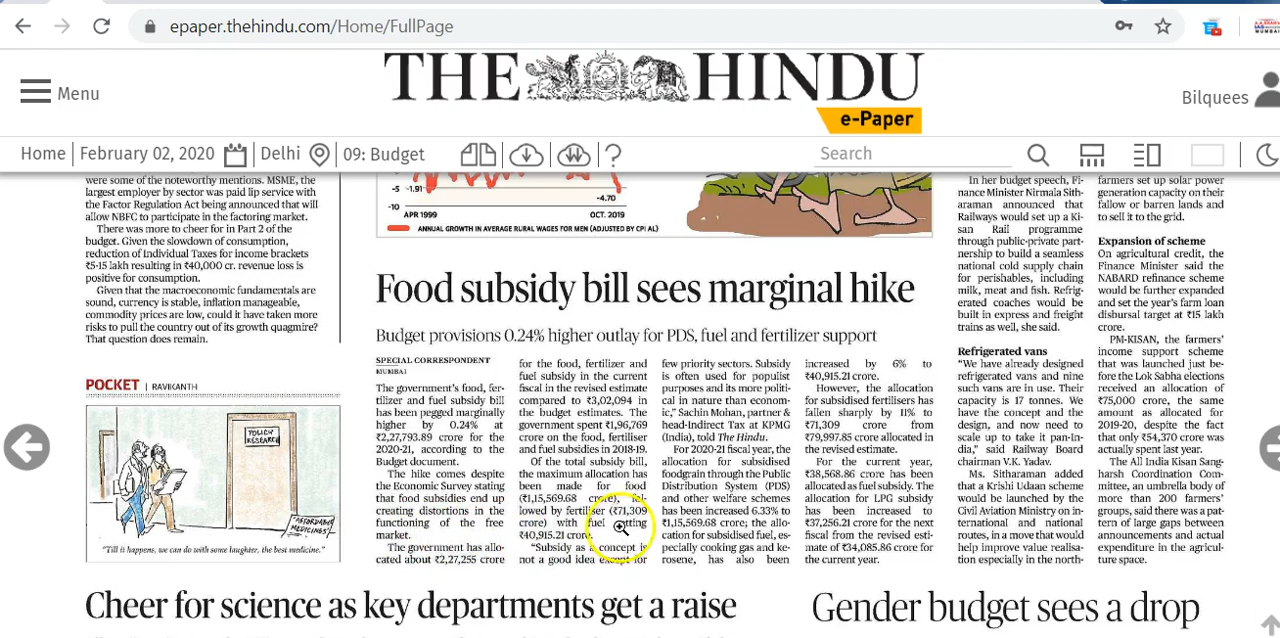 epaper.thehindu.com/Home/FullPage
THE HINDU
e-Paper
Menu
Bilquees
Home
February 02, 2020
Delhi
09: Budget
?
Search
were some of the noteworthy mentions. MSME, the
largest employer by sector was paid lip service with
the Factor Regulation Act being announced that will
allow NBFC to participate in the factoring market.
There was more to cheer for in Part 2 of the
budget. Given the slowdown of consumption,
reduction of Individual Taxes for income brackets
₹5-15 lakh resulting in ₹40,000 cr. revenue loss is
positive for consumption.
Given that the macroeconomic fundamentals are
sound, currency is stable, inflation manageable,
commodity prices are low, could it have taken more
risks to pull the country out of its growth quagmire?
That question does remain.
POCKET | RAVIKANTH
POLICY
RESEARCH
"AFFORDABLE
MEDICINES!"
"Till it happens, we can do with some laughter, the best medicine."
-5
-1.91
-10
-4.70
APR 1999
OCT. 2019
ANNUAL GROWTH IN AVERAGE RURAL WAGES FOR MEN (ADJUSTED BY CPI AL)
Food subsidy bill sees marginal hike
Budget provisions 0.24% higher outlay for PDS, fuel and fertilizer support
SPECIAL CORRESPONDENT
MUMBAI
The government's food, fer-
tilizer and fuel subsidy bill
has been pegged marginally
higher by 0.24% at
₹2,27,793.89 crore for the
2020-21, according to the
Budget document.
The hike comes despite
the Economic Survey stating
that food subsidies end up
creating distortions in the
functioning of the free
market.
The government has allo-
cated about ₹2,27,255 crore
for the food, fertilizer and
fuel subsidy in the current
fiscal in the revised estimate
compared to ₹3,02,094 in
the budget estimates. The
government spent ₹1,96,769
crore on the food, fertiliser
and fuel subsidies in 2018-19.
Of the total subsidy bill,
the maximum allocation has
been made for food
(₹1,15,569.68 crore), fol-
lowed by fertilizer (₹71,309
crore) with fuel getting
₹40,915.21 crore.
"Subsidy as a concept is
not a good idea except for
few priority sectors. Subsidy
is often used for populist
purposes and its more politi-
cal in nature than econom-
ic," Sachin Mohan, partner &
head-Indirect Tax at KPMG
(India), told The Hindu.
For 2020-21 fiscal year, the
allocation for subsidised
foodgrain through the Public
Distribution System (PDS)
and other welfare schemes
has been increased 6.33% to
₹1,15,569.68 crore; the allo-
cation for subsidised fuel, es-
pecially cooking gas and ke-
rosene, has also been
increased by 6% to
₹40,915.21 crore.
However, the allocation
for subsidised fertilisers has
fallen sharply by 11% to
₹71,309 crore from
₹79,997.85 crore allocated in
the revised estimate.
For the current year,
₹38,568.86 crore has been
allocated as fuel subsidy. The
allocation for LPG subsidy
has been increased to
₹37,256.21 crore for the next
fiscal from the revised esti-
mate of ₹34,085.86 crore for
the current year.
In her budget speech, Fi-
nance Minister Nirmala Sith-
araman announced that
Railways would set up a Ki-
san Rail programme
through public-private part-
nership to build a seamless
national cold supply chain
for perishables, including
milk, meat and fish. Refrig-
erated coaches would be
built in express and freight
trains as well, she said.
Refrigerated vans
"We have already designed
refrigerated vans and nine
such vans are in use. Their
capacity is 17 tonnes. We
have the concept and the
design, and now need to
scale up to take it pan-In-
dia," said Railway Board
chairman V.K. Yadav.
Ms. Sitharaman added
that a Krishi Udaan scheme
would be launched by the
Civil Aviation Ministry on in-
ternational and national
routes, in a move that would
help improve value realisa-
tion especially in the north-
farmers set up solar power
generation capacity on their
fallow or barren lands and
to sell it to the grid.
Expansion of scheme
On agricultural credit, the
Finance Minister said the
NABARD refinance scheme
would be further expanded
and set the year's farm loan
disbursal target at ₹15 lakh
crore.
PM-KISAN, the farmers'
income support scheme
that was launched just be-
fore the Lok Sabha elections
received an allocation of
₹75,000 crore, the same
amount as allocated for
2019-20, despite the fact
that only ₹54,370 crore was
actually spent last year.
The All India Kisan Sang-
harsh Coordination Com-
mittee, an umbrella body of
more than 200 farmers'
groups, said there was a pat-
tern of large gaps between
announcements and actual
expenditure in the agricul-
ture space.
Cheer for science as key departments get a raise
Gender budget sees a drop